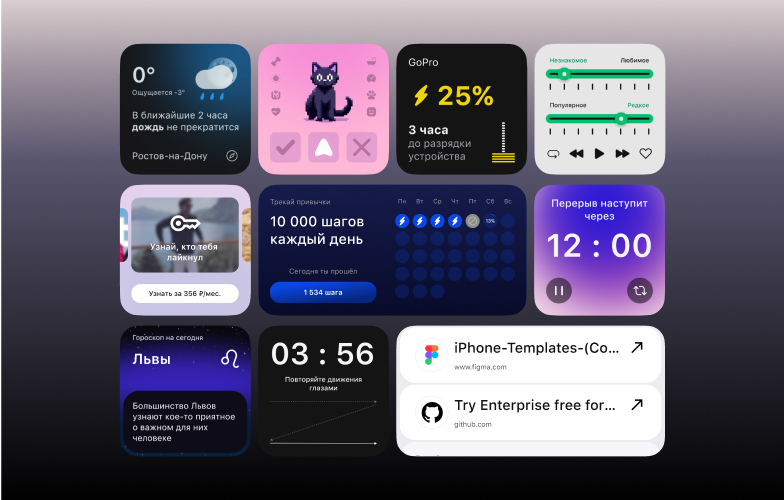 0°
Ощущается -3°
В ближайшие 2 часа
дождь не прекратится
Ростов-на-Дону
GoPro
25%
3 часа
до разрядки
устройства
Незнакомое Любимое
Популярное Редкое
Узнай, кто тебя
лайкнул
Узнать за 356 ₽/мес.
Трекай привычки
10 000 шагов
каждый день
Сегодня ты прошёл
1 534 шага
Пн Вт Ср Чт Пт Сб Вс
13%
Перерыв наступит
через
12 : 00
Гороскоп на сегодня
Львы
Большинство Львов
узнают кое-то приятное
о важном для них
человеке
03 : 56
Повторяйте движения
глазами
iPhone-Templates-(Co...
www.figma.com
Try Enterprise free for...
github.com